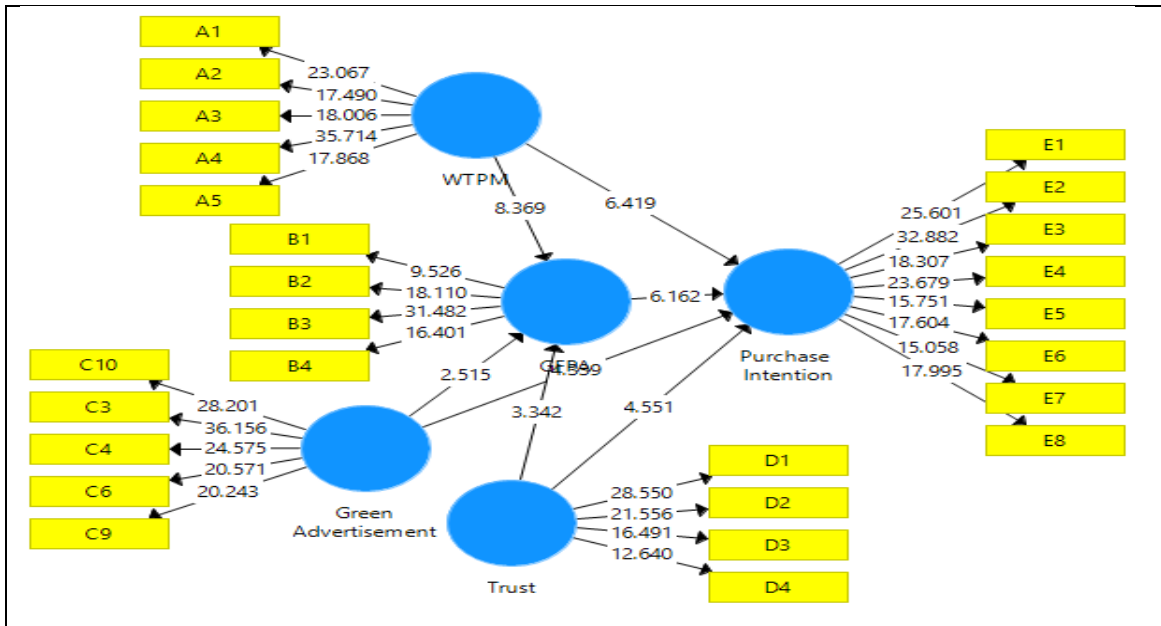 A1
A2
A3
A4
A5
23.067
17.490
18.006
35.714
17.868
WTPM
8.369
6.419
B1
B2
B3
B4
9.526
18.110
31.482
16.401
6.162
E1
E2
E3
E4
E5
E6
E7
E8
25.601
32.882
18.307
23.679
15.751
17.604
15.058
17.995
Purchase
Intention
2.515
3.342
4.551
C10
C3
C4
C6
C9
28.201
36.156
24.575
20.571
20.243
Green
Advertisement
Trust
28.550
21.556
16.491
12.640
D1
D2
D3
D4